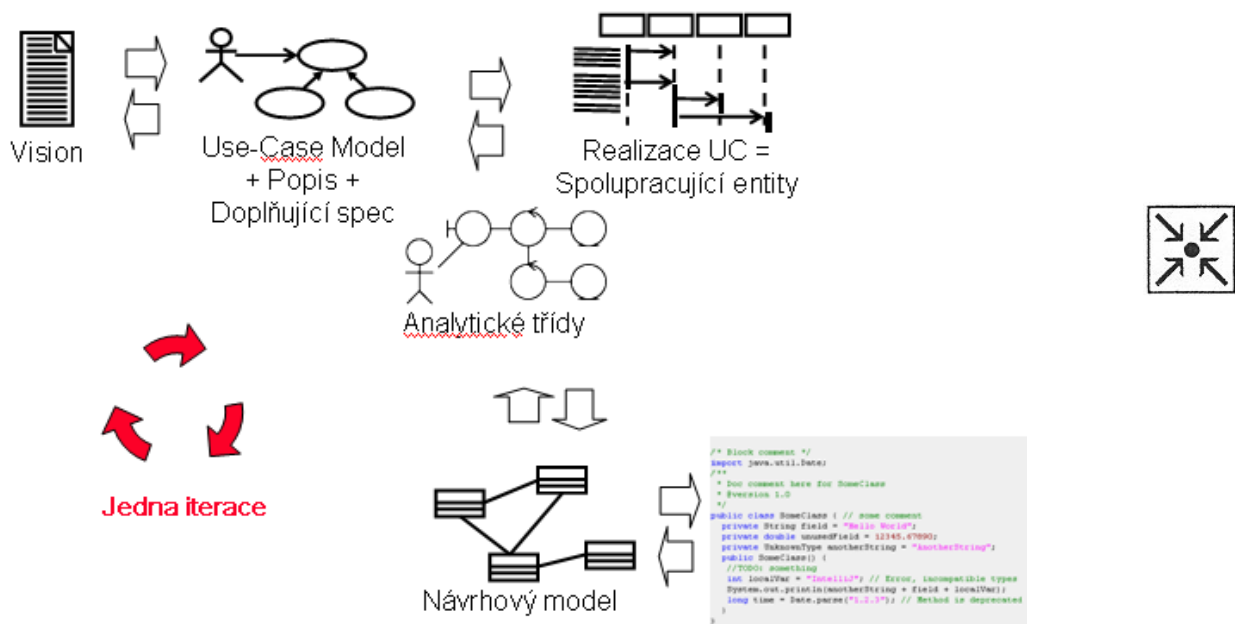 Vision
Use-Case Model
+ Popis +
Doplňující spec
Realizace UC =
Spolupracující entity
Analytické třídy
Jedna iterace
Návrhový model
/* Block comment */
import java.util.Date;
/**
* Doc comment here for SomeClass
* @version 1.0
*/
public class SomeClass { // some comment
private String field = "Hello World";
private double unusedField = 12345.67890;
private UnknownType anotherString = "AnotherString";
public SomeClass() {
//TODO: something
int localVar = "IntelliJ"; // Error, incompatible types
System.out.println(anotherString + field + localVar);
long time = Date.parse("1.2.3"); // Method is deprecated
}
}